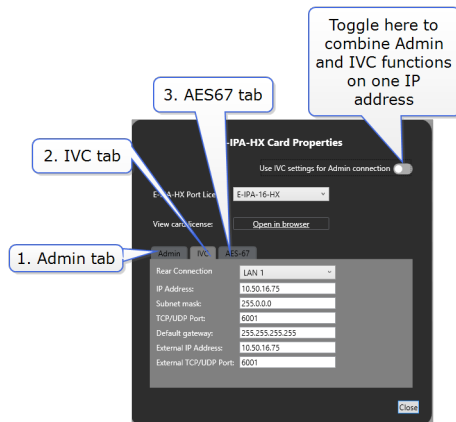 Toggle here to
combine Admin
and IVC functions
on one IP
address
3. AES67 tab
2. IVC tab
1. Admin tab
-IPA-HX Card Properties
Use IVC settings for Admin connection
E-IPA-HX Port Lice
E-IPA-16-HX
View card license:
Open in browser
Admin
IVC
AES-67
Rear Connection
LAN 1
IP Address:
10.50.16.75
Subnet mask:
255.0.0.0
TCP/UDP Port:
6001
Default gateway:
255.255.255.255
External IP Address:
10.50.16.75
External TCP/UDP Port:
6001
Close